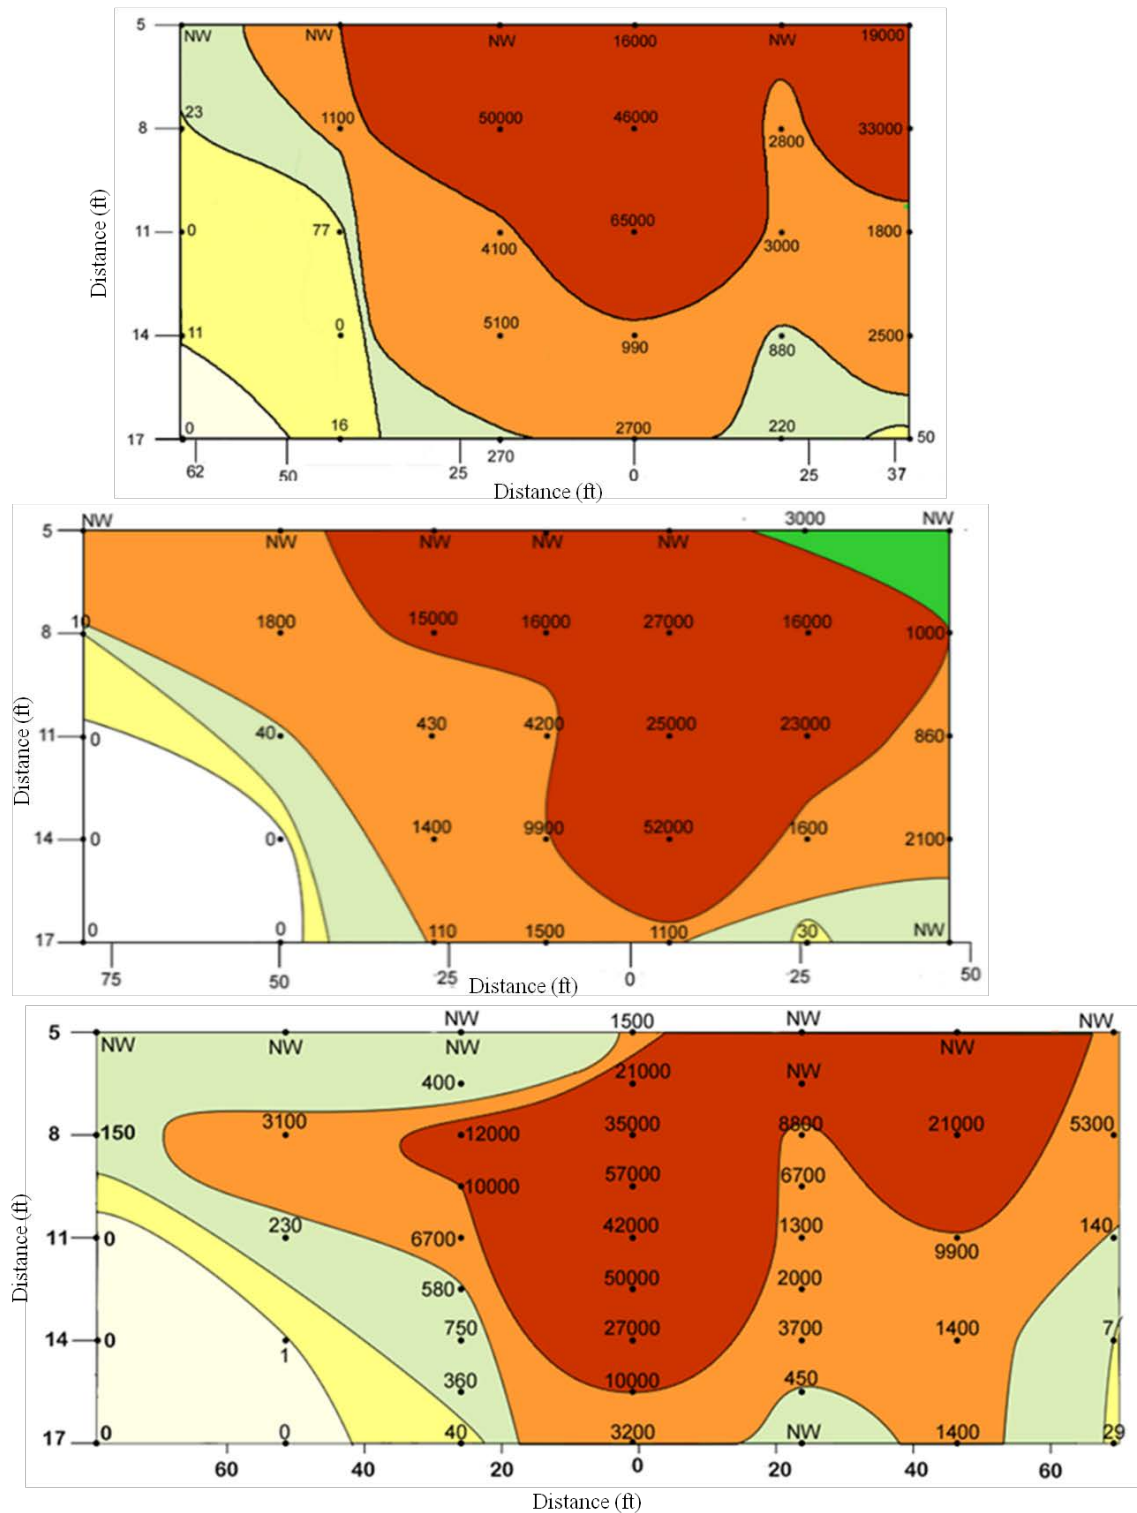 5 NW NW NW 16000 NW 19000
23
8 1100 50000 46000 2800 33000
11 0 77 4100 65000 3000 1800
14 11 0 5100 990 880 2500
17 0 16 270 2700 220 50
62 50 25 0 25 37
Distance (ft)
Distance (ft)
NW 3000 NW
5 NW NW NW NW
10 1800 15000 16000 27000 16000
8 1000
11 0 40 430 4200 25000 23000 860
14 0 0 1400 9900 52000 1600 2100
17 0 0 110 1500 1100 30 NW
75 50 25 0 25 50
Distance (ft)
Distance (ft)
NW 1500 NW NW
5 NW NW NW NW
400 21000 NW
8 150 3100 12000 35000 8800 21000 5300
10000 57000 6700
11 0 230 6700 42000 1300 9900 140
580 50000 2000
14 0 1 750 27000 3700 1400 7
360 10000 450
17 0 0 40 3200 NW 1400 29
60 40 20 0 20 40 60
Distance (ft)
Distance (ft)